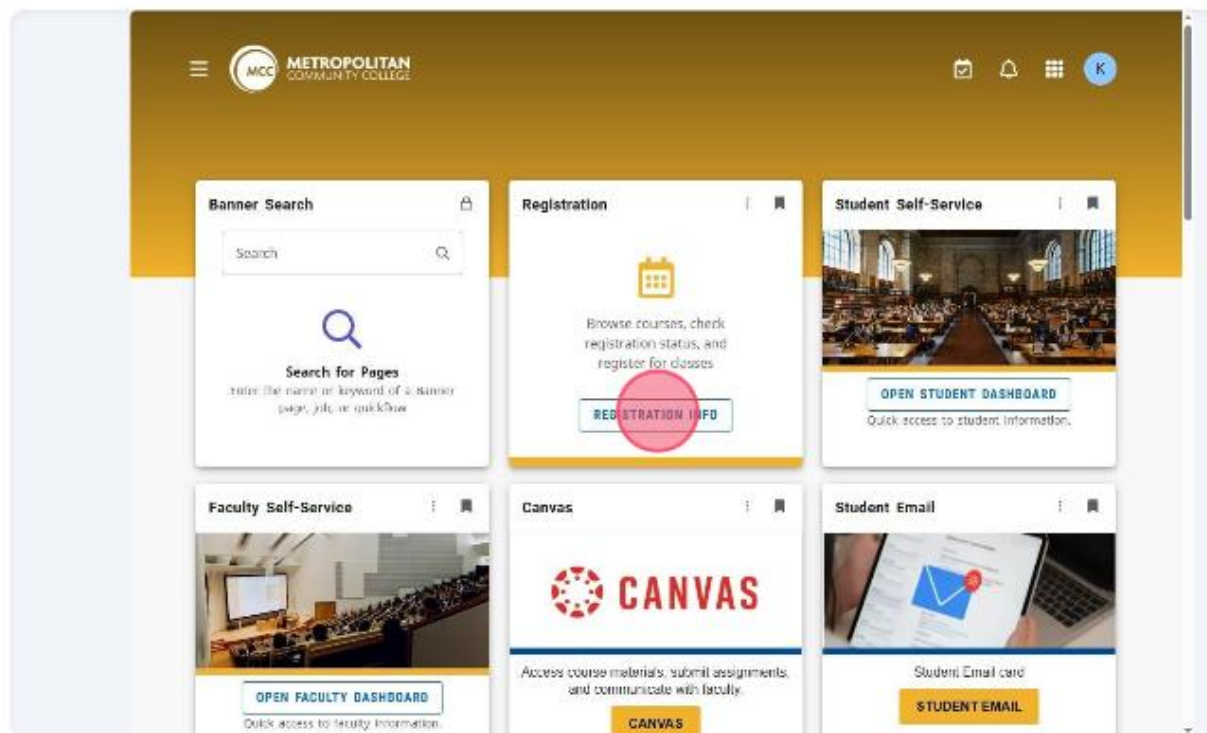 MCC
METROPOLITAN
COMMUNITY COLLEGE
K
Banner Search
Search
Search for Pages
Enter the name or keyword of a Banner
page, job, or quickflow
Registration
Browse courses, check
registration status, and
register for classes
REGISTRATION INFO
Student Self-Service
OPEN STUDENT DASHBOARD
Quick access to student information.
Faculty Self-Service
OPEN FACULTY DASHBOARD
Quick access to faculty information.
Canvas
CANVAS
Access course materials, submit assignments,
and communicate with faculty.
CANVAS
Student Email
Student Email card
STUDENT EMAIL